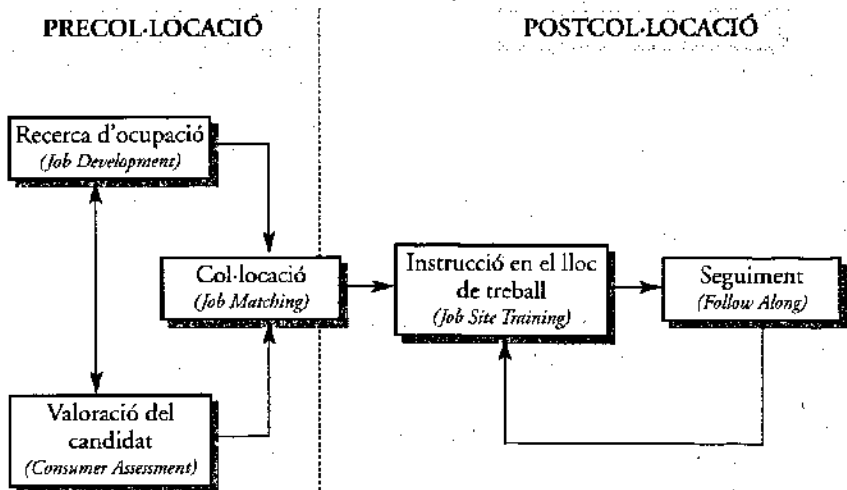 PRECOL·LOCACIÓ
POSTCOL·LOCACIÓ
Recerca d'ocupació
(Job Development)
Col·locació
(Job Matching)
Instrucció en el lloc
de treball
(Job Site Training)
Seguiment
(Follow Along)
Valoració del
candidat
(Consumer Assessment)